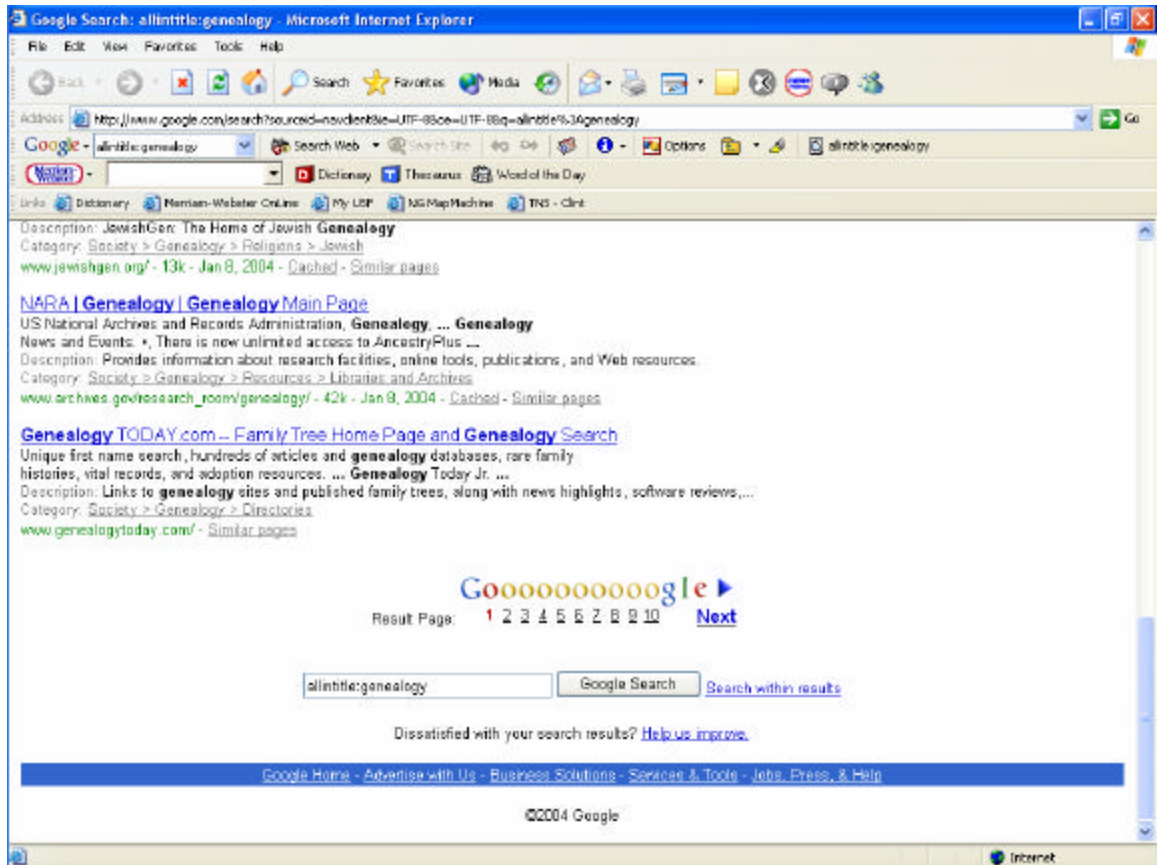 Google Search: allintitle:genealogy - Microsoft Internet Explorer
File Edit View Favorites Tools Help
Back Search Favorites Media
Address http://www.google.com/search?sourceid=navclient&ie=UTF-8&oe=UTF-8&q=allintitle%3Agenealogy Go
Google allintitle:genealogy Search Web Search Site Options allintitle:genealogy
Merriam-Webster Dictionary Thesaurus Word of the Day
Links Dictionary Merriam-Webster OnLine My USP NG MapMachine TNS - Clint
Description: JewishGen: The Home of Jewish Genealogy
Category: Society > Genealogy > Religions > Jewish
www.jewishgen.org/ - 13k - Jan 8, 2004 - Cached - Similar pages
NARA | Genealogy | Genealogy Main Page
US National Archives and Records Administration, Genealogy, ... Genealogy
News and Events. •, There is now unlimited access to AncestryPlus ...
Description: Provides information about research facilities, online tools, publications, and Web resources.
Category: Society > Genealogy > Resources > Libraries and Archives
www.archives.gov/research_room/genealogy/ - 42k - Jan 8, 2004 - Cached - Similar pages
Genealogy TODAY.com -- Family Tree Home Page and Genealogy Search
Unique first name search, hundreds of articles and genealogy databases, rare family
histories, vital records, and adoption resources. ... Genealogy Today Jr. ...
Description: Links to genealogy sites and published family trees, along with news highlights, software reviews,...
Category: Society > Genealogy > Directories
www.genealogytoday.com/ - Similar pages
Goooooooooogle
Result Page: 1 2 3 4 5 6 7 8 9 10 Next
allintitle:genealogy Google Search Search within results
Dissatisfied with your search results? Help us improve.
Google Home - Advertise with Us - Business Solutions - Services & Tools - Jobs, Press, & Help
©2004 Google
Internet